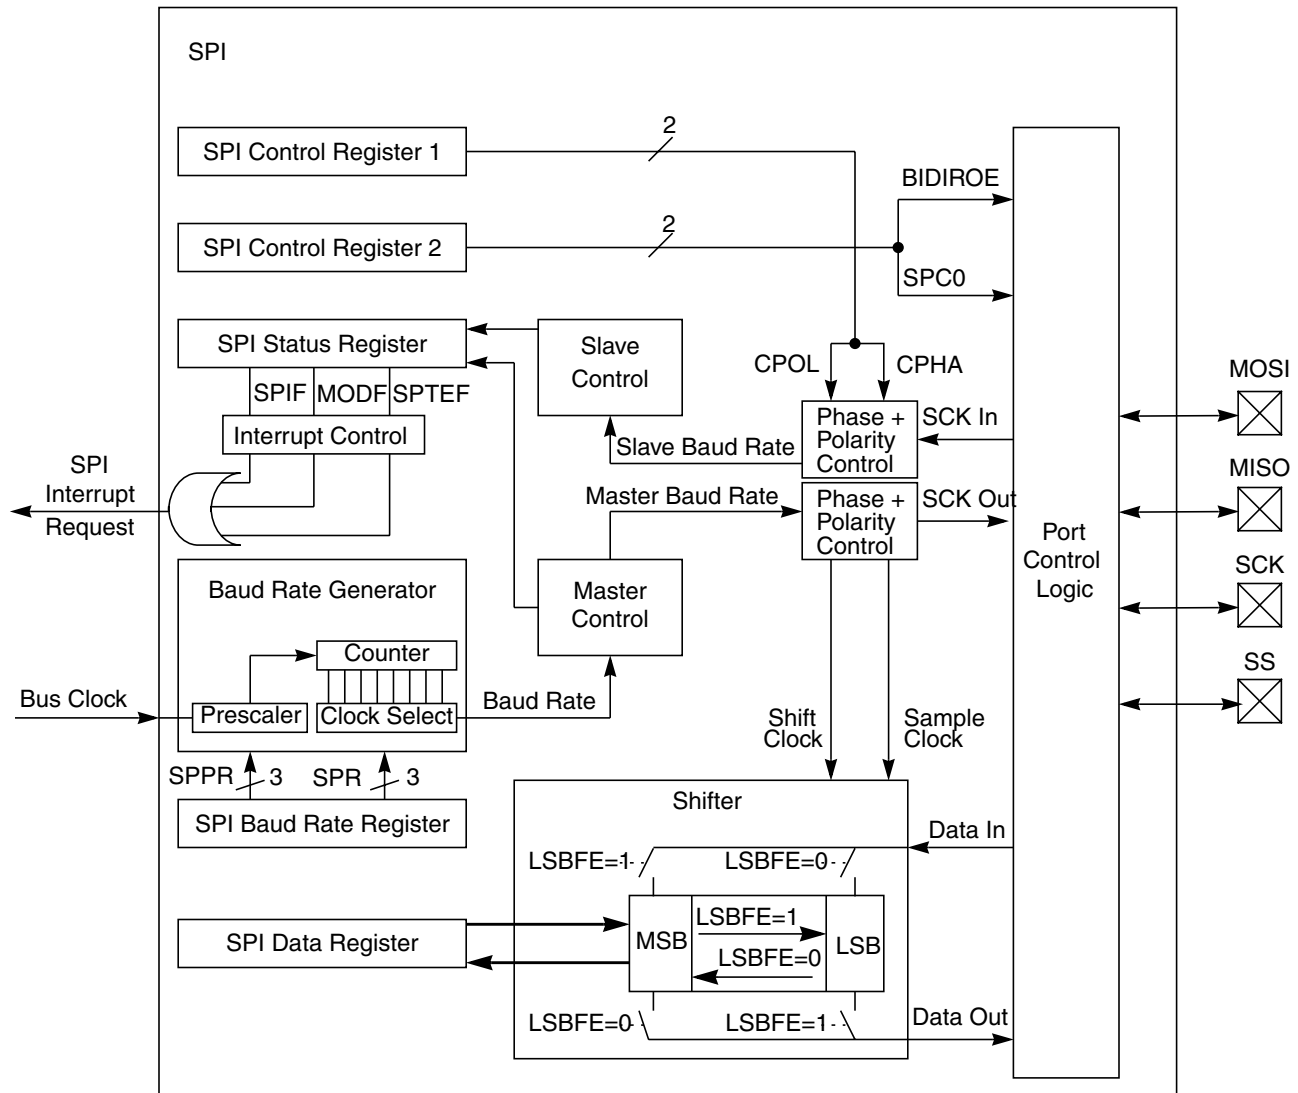 SPI
SPI Control Register 1
2
BIDIROE
SPI Control Register 2
2
SPC0
SPI Status Register
Slave
Control
CPOL
CPHA
SPIF
MODF
SPTEF
Interrupt Control
Phase +
Polarity
Control
SCK In
Slave Baud Rate
MOSI
SPI
Interrupt
Request
Master Baud Rate
Phase +
Polarity
Control
SCK Out
MISO
Port
Control
Logic
SCK
Baud Rate Generator
Master
Control
Counter
SS
Bus Clock
Prescaler
Clock Select
Baud Rate
Shift
Clock
Sample
Clock
SPPR
3
SPR
3
SPI Baud Rate Register
Shifter
Data In
LSBFE=1
LSBFE=0
SPI Data Register
MSB
LSBFE=1
LSBFE=0
LSB
LSBFE=0
LSBFE=1
Data Out